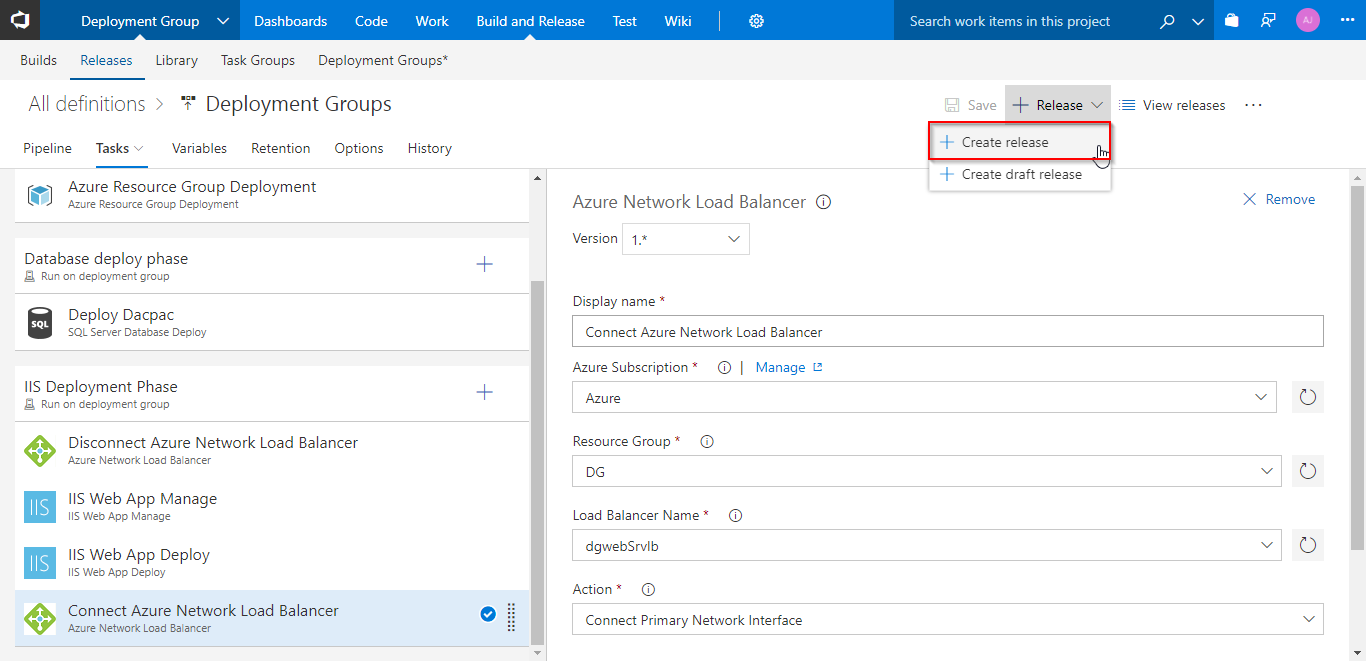 Deployment Group
Dashboards Code Work Build and Release Test Wiki
Search work items in this project
AJ
Builds Releases Library Task Groups Deployment Groups*
All definitions > Deployment Groups
Save + Release View releases ...
Create release
Create draft release
Pipeline Tasks Variables Retention Options History
Azure Resource Group Deployment
Azure Resource Group Deployment
Database deploy phase
Run on deployment group
SQL
Deploy Dacpac
SQL Server Database Deploy
IIS Deployment Phase
Run on deployment group
Disconnect Azure Network Load Balancer
Azure Network Load Balancer
IIS
IIS Web App Manage
IIS Web App Manage
IIS
IIS Web App Deploy
IIS Web App Deploy
Connect Azure Network Load Balancer
Azure Network Load Balancer
Azure Network Load Balancer
Remove
Version 1.*
Display name *
Connect Azure Network Load Balancer
Azure Subscription * | Manage
Azure
Resource Group *
DG
Load Balancer Name *
dgwebSrvlb
Action *
Connect Primary Network Interface